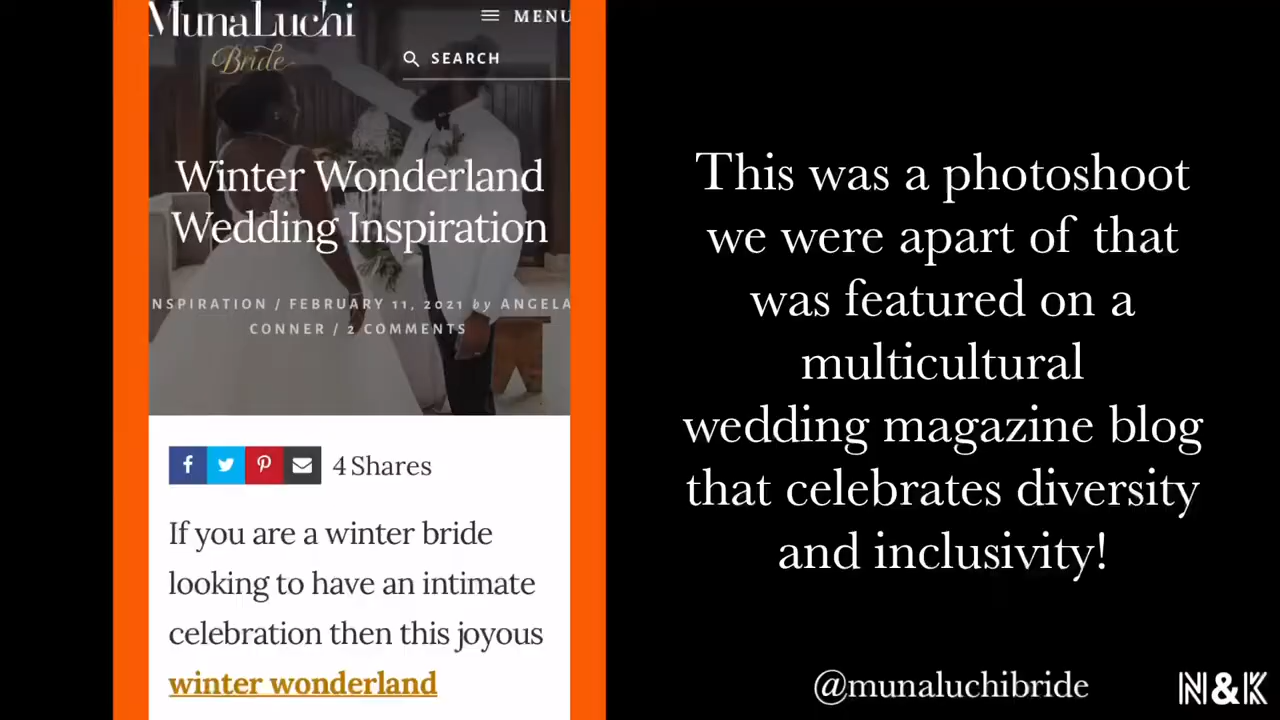 MunaLuchi
Bride
MENU
SEARCH
Winter Wonderland
Wedding Inspiration
NSPIRATION / FEBRUARY 11, 2021 by ANGELA
CONNER / 2 COMMENTS
4 Shares
If you are a winter bride
looking to have an intimate
celebration then this joyous
winter wonderland
This was a photoshoot
we were apart of that
was featured on a
multicultural
wedding magazine blog
that celebrates diversity
and inclusivity!
@munaluchibride
N&K